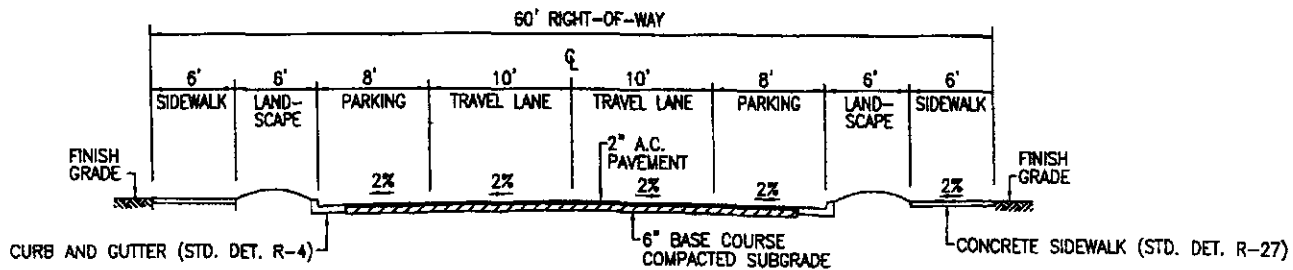 60' RIGHT-OF-WAY
℄
6' 6' 8' 10' 10' 8' 6' 6'
SIDEWALK LAND-SCAPE PARKING TRAVEL LANE TRAVEL LANE PARKING LAND-SCAPE SIDEWALK
2" A.C.
PAVEMENT
FINISH
GRADE
FINISH
GRADE
2% 2% 2% 2% 2%
CURB AND GUTTER (STD. DET. R-4)
6" BASE COURSE
COMPACTED SUBGRADE
CONCRETE SIDEWALK (STD. DET. R-27)